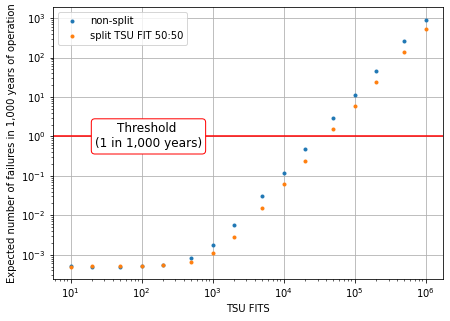 non-split
split TSU FIT 50:50
Expected number of failures in 1,000 years of operation
10³
10²
10¹
10⁰
10⁻¹
10⁻²
10⁻³
Threshold
(1 in 1,000 years)
10¹
10²
10³
10⁴
10⁵
10⁶
TSU FITS